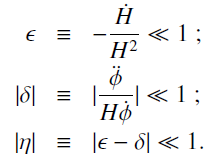 ϵ ≡ −Ḣ/H² ≪ 1 ;
|δ| ≡ |ϕ̈/(Hϕ̇)| ≪ 1 ;
|η| ≡ |ϵ − δ| ≪ 1.